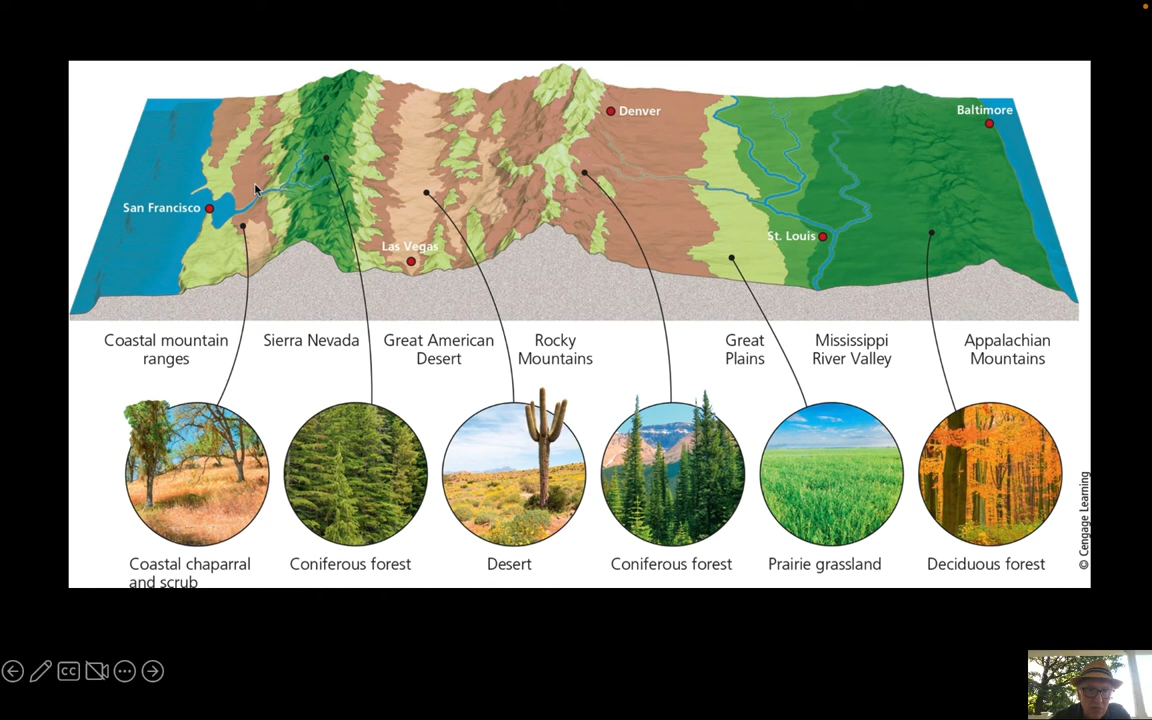 Denver
Baltimore
San Francisco
St. Louis
Las Vegas
Coastal mountain
ranges
Sierra Nevada
Great American
Desert
Rocky
Mountains
Great
Plains
Mississippi
River Valley
Appalachian
Mountains
Coastal chaparral
and scrub
Coniferous forest
Desert
Coniferous forest
Prairie grassland
Deciduous forest
© Cengage Learning
CC